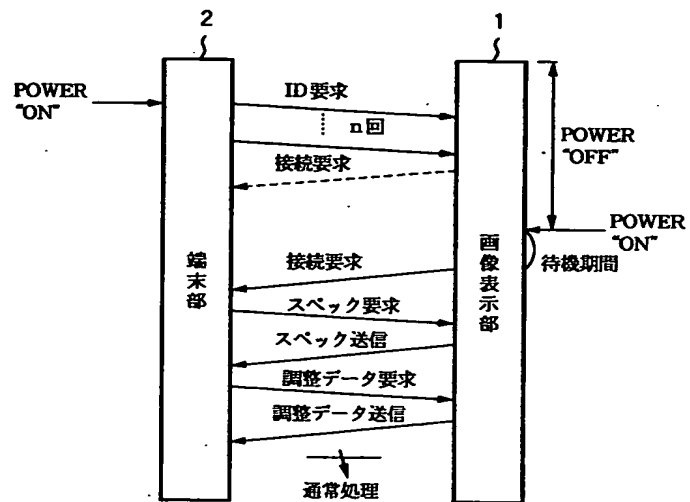 2
1
POWER
"ON"
ID要求
n回
接続要求
POWER
"OFF"
POWER
"ON"
待機期間
端末部
画像表示部
接続要求
スペック要求
スペック送信
調整データ要求
調整データ送信
通常処理